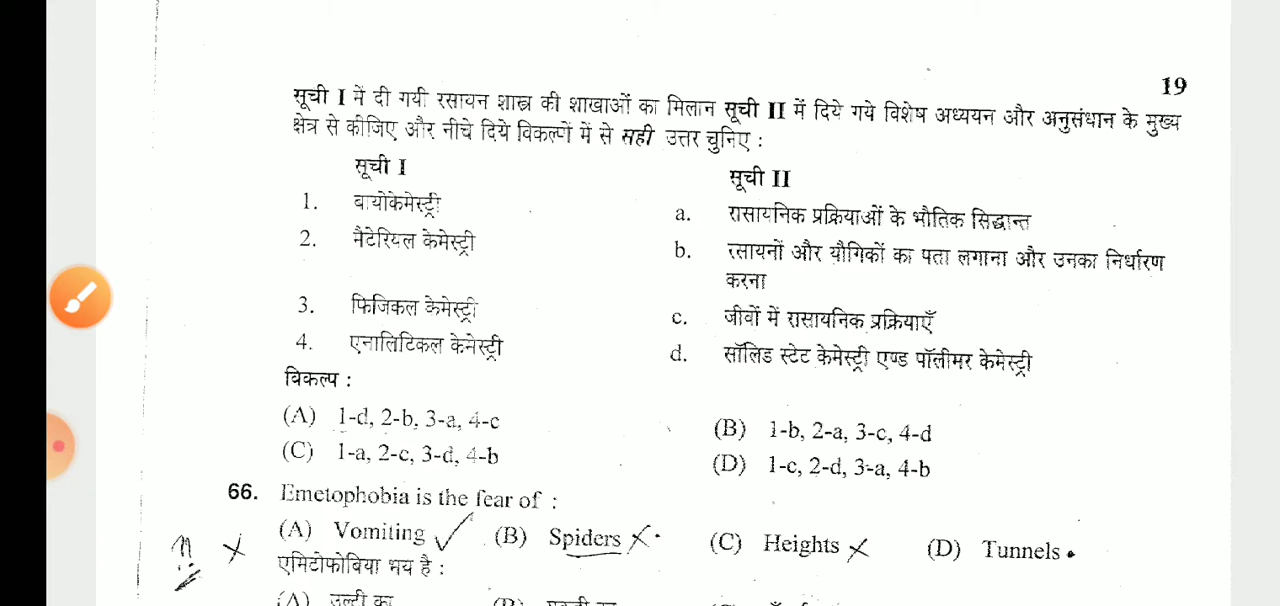 19
सूची I में दी गयी रसायन शास्त्र की शाखाओं का मिलान सूची II में दिये गये विशेष अध्ययन और अनुसंधान के मुख्य
क्षेत्र से कीजिए और नीचे दिये विकल्पों में से सही उत्तर चुनिए :
सूची I सूची II
1. बायोकेमेस्ट्री a. रासायनिक प्रक्रियाओं के भौतिक सिद्धान्त
2. मैटेरियल केमेस्ट्री b. रसायनों और यौगिकों का पता लगाना और उनका निर्धारण
करना
3. फिजिकल केमेस्ट्री c. जीवों में रासायनिक प्रक्रियाएँ
4. एनालिटिकल केमेस्ट्री d. सॉलिड स्टेट केमेस्ट्री एण्ड पॉलीमर केमेस्ट्री
विकल्प :
(A) 1-d, 2-b, 3-a, 4-c (B) 1-b, 2-a, 3-c, 4-d
(C) 1-a, 2-c, 3-d, 4-b (D) 1-c, 2-d, 3-a, 4-b
66. Emetophobia is the fear of :
(A) Vomiting (B) Spiders (C) Heights (D) Tunnels
एमिटोफोबिया भय है :
(A) उल्टी का